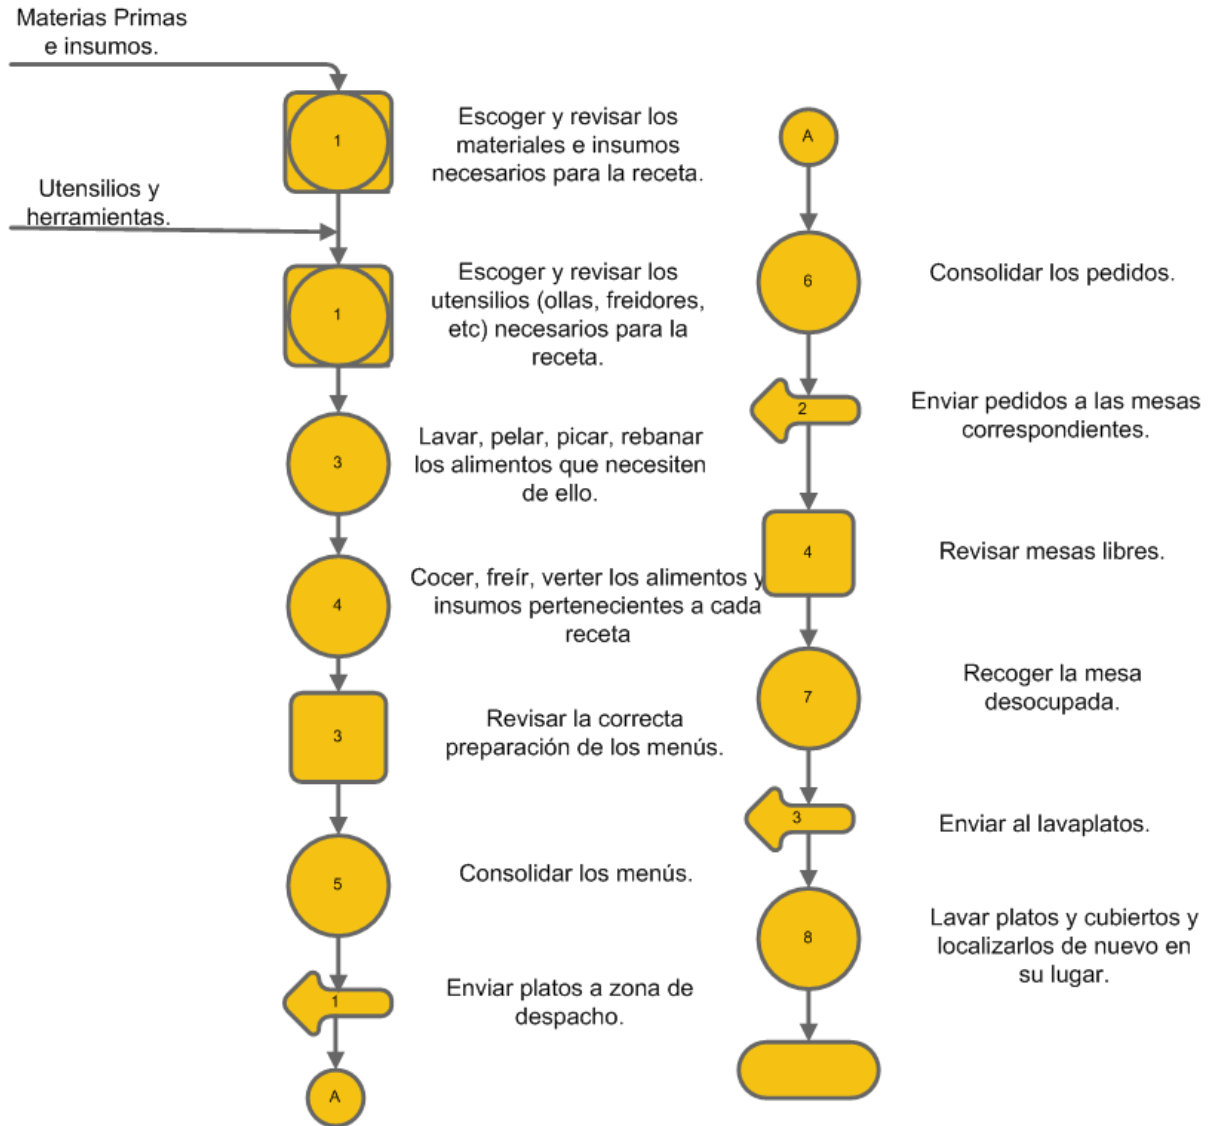 Materias Primas
e insumos.
1
Escoger y revisar los
materiales e insumos
necesarios para la receta.
Utensilios y
herramientas.
1
Escoger y revisar los
utensilios (ollas, freidores,
etc) necesarios para la
receta.
3
Lavar, pelar, picar, rebanar
los alimentos que necesiten
de ello.
4
Cocer, freír, verter los alimentos y
insumos pertenecientes a cada
receta
3
Revisar la correcta
preparación de los menús.
5
Consolidar los menús.
1
Enviar platos a zona de
despacho.
A
A
6
Consolidar los pedidos.
2
Enviar pedidos a las mesas
correspondientes.
4
Revisar mesas libres.
7
Recoger la mesa
desocupada.
3
Enviar al lavaplatos.
8
Lavar platos y cubiertos y
localizarlos de nuevo en
su lugar.